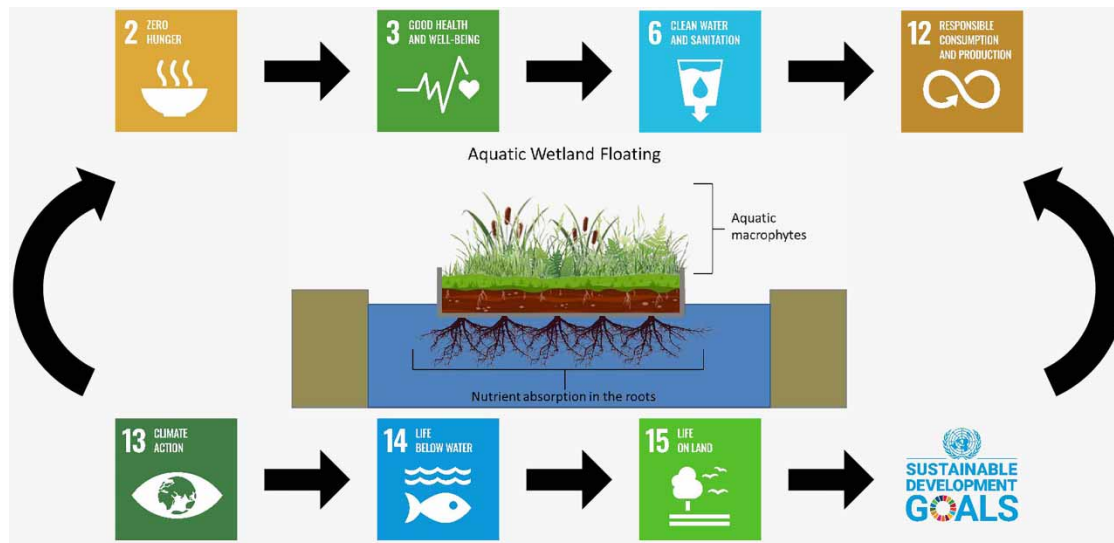 2 ZERO
HUNGER
3 GOOD HEALTH
AND WELL-BEING
6 CLEAN WATER
AND SANITATION
12 RESPONSIBLE
CONSUMPTION
AND PRODUCTION
Aquatic Wetland Floating
Aquatic
macrophytes
Nutrient absorption in the roots
13 CLIMATE
ACTION
14 LIFE
BELOW WATER
15 LIFE
ON LAND
SUSTAINABLE
DEVELOPMENT
GOALS